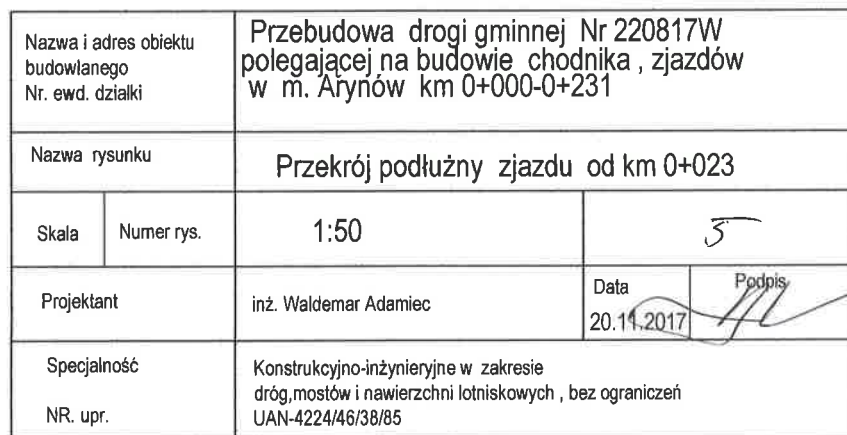 Nazwa i adres obiektu
budowlanego
Nr. ewd. działki
Przebudowa drogi gminnej Nr 220817W
polegającej na budowie chodnika , zjazdów
w m. Arynów km 0+000-0+231
Nazwa rysunku
Przekrój podłużny zjazdu od km 0+023
Skala
Numer rys.
1:50
5
Projektant
inż. Waldemar Adamiec
Data
20.11.2017
Podpis
Specjalność
NR. upr.
Konstrukcyjno-inżynieryjne w zakresie
dróg,mostów i nawierzchni lotniskowych , bez ograniczeń
UAN-4224/46/38/85